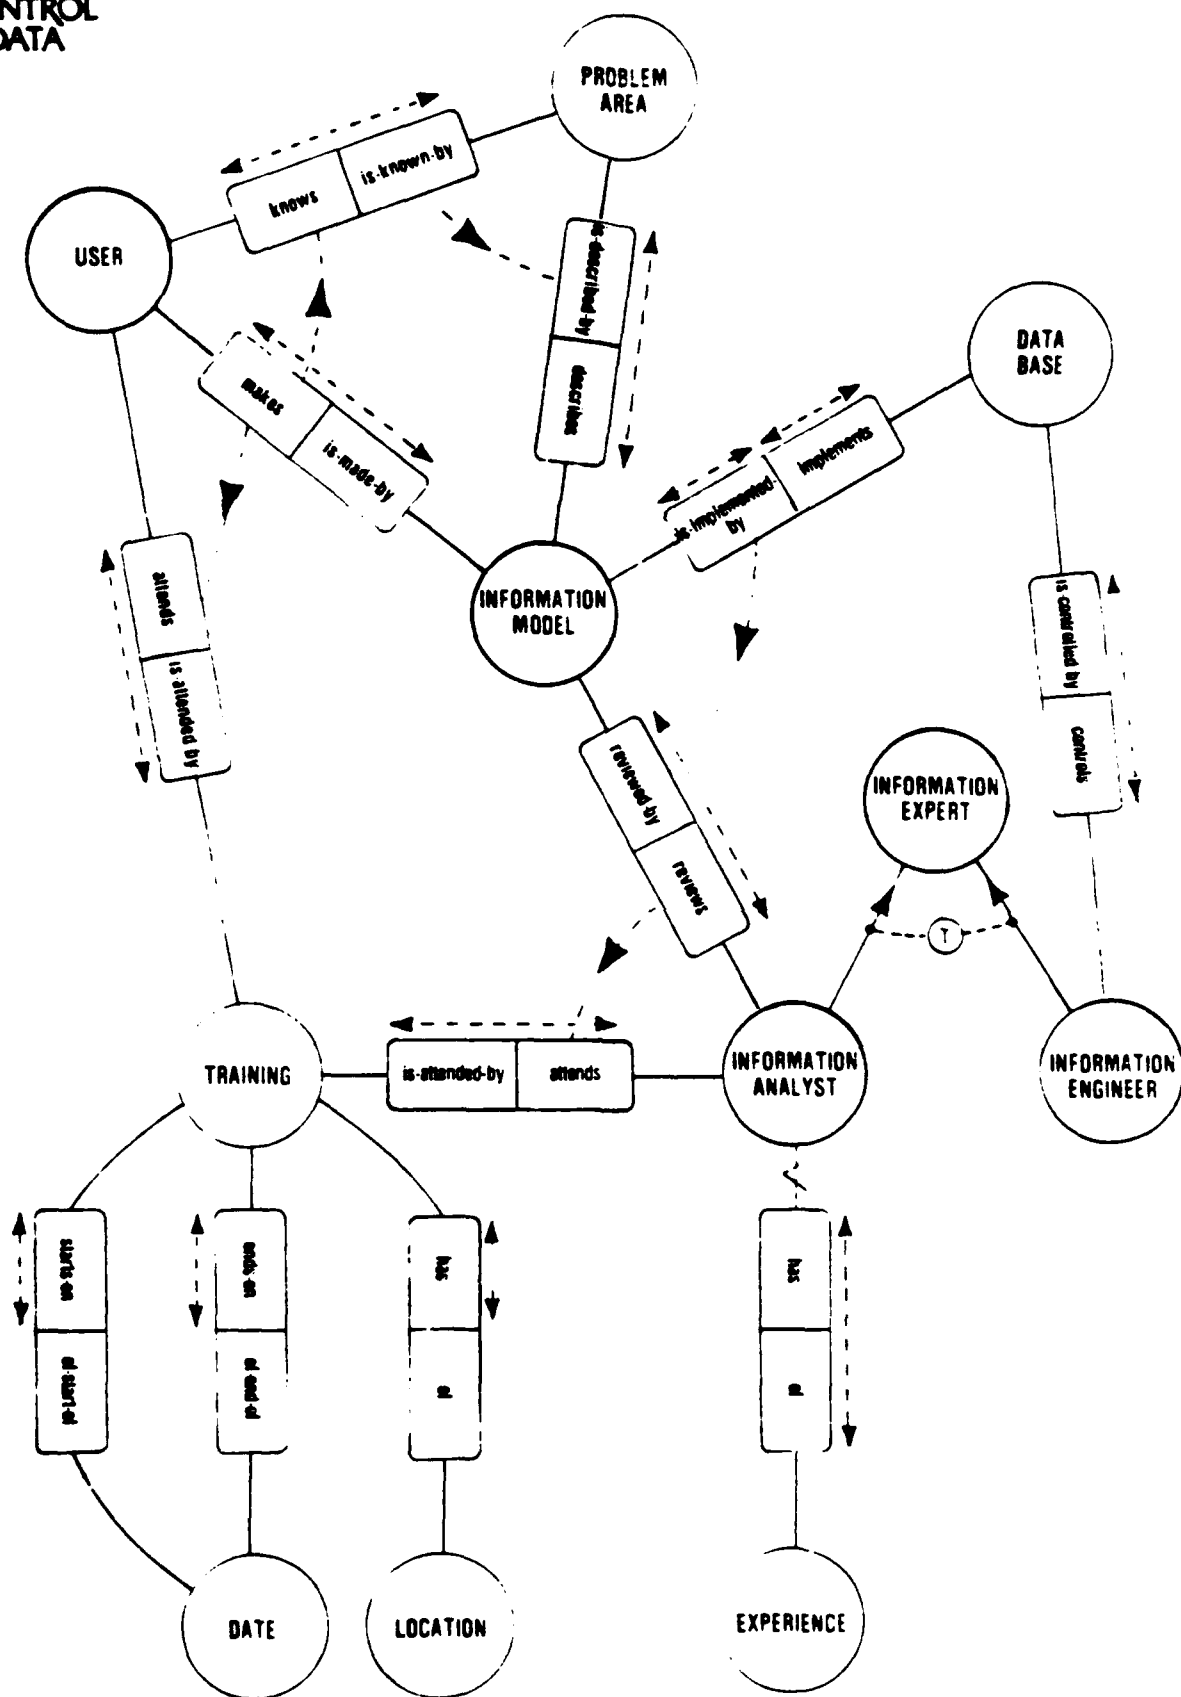 DATA
PROBLEM
AREA
knows
is-known-by
USER
is-described-by
describes
makes
is-made-by
DATA
BASE
implements
is-implemented-
by
INFORMATION
MODEL
attends
is-attended by
is-controlled by
controls
reviewed-by
reviews
INFORMATION
EXPERT
T
TRAINING
is-attended-by
attends
INFORMATION
ANALYST
INFORMATION
ENGINEER
starts-on
ends-on
has
has
DATE
LOCATION
EXPERIENCE